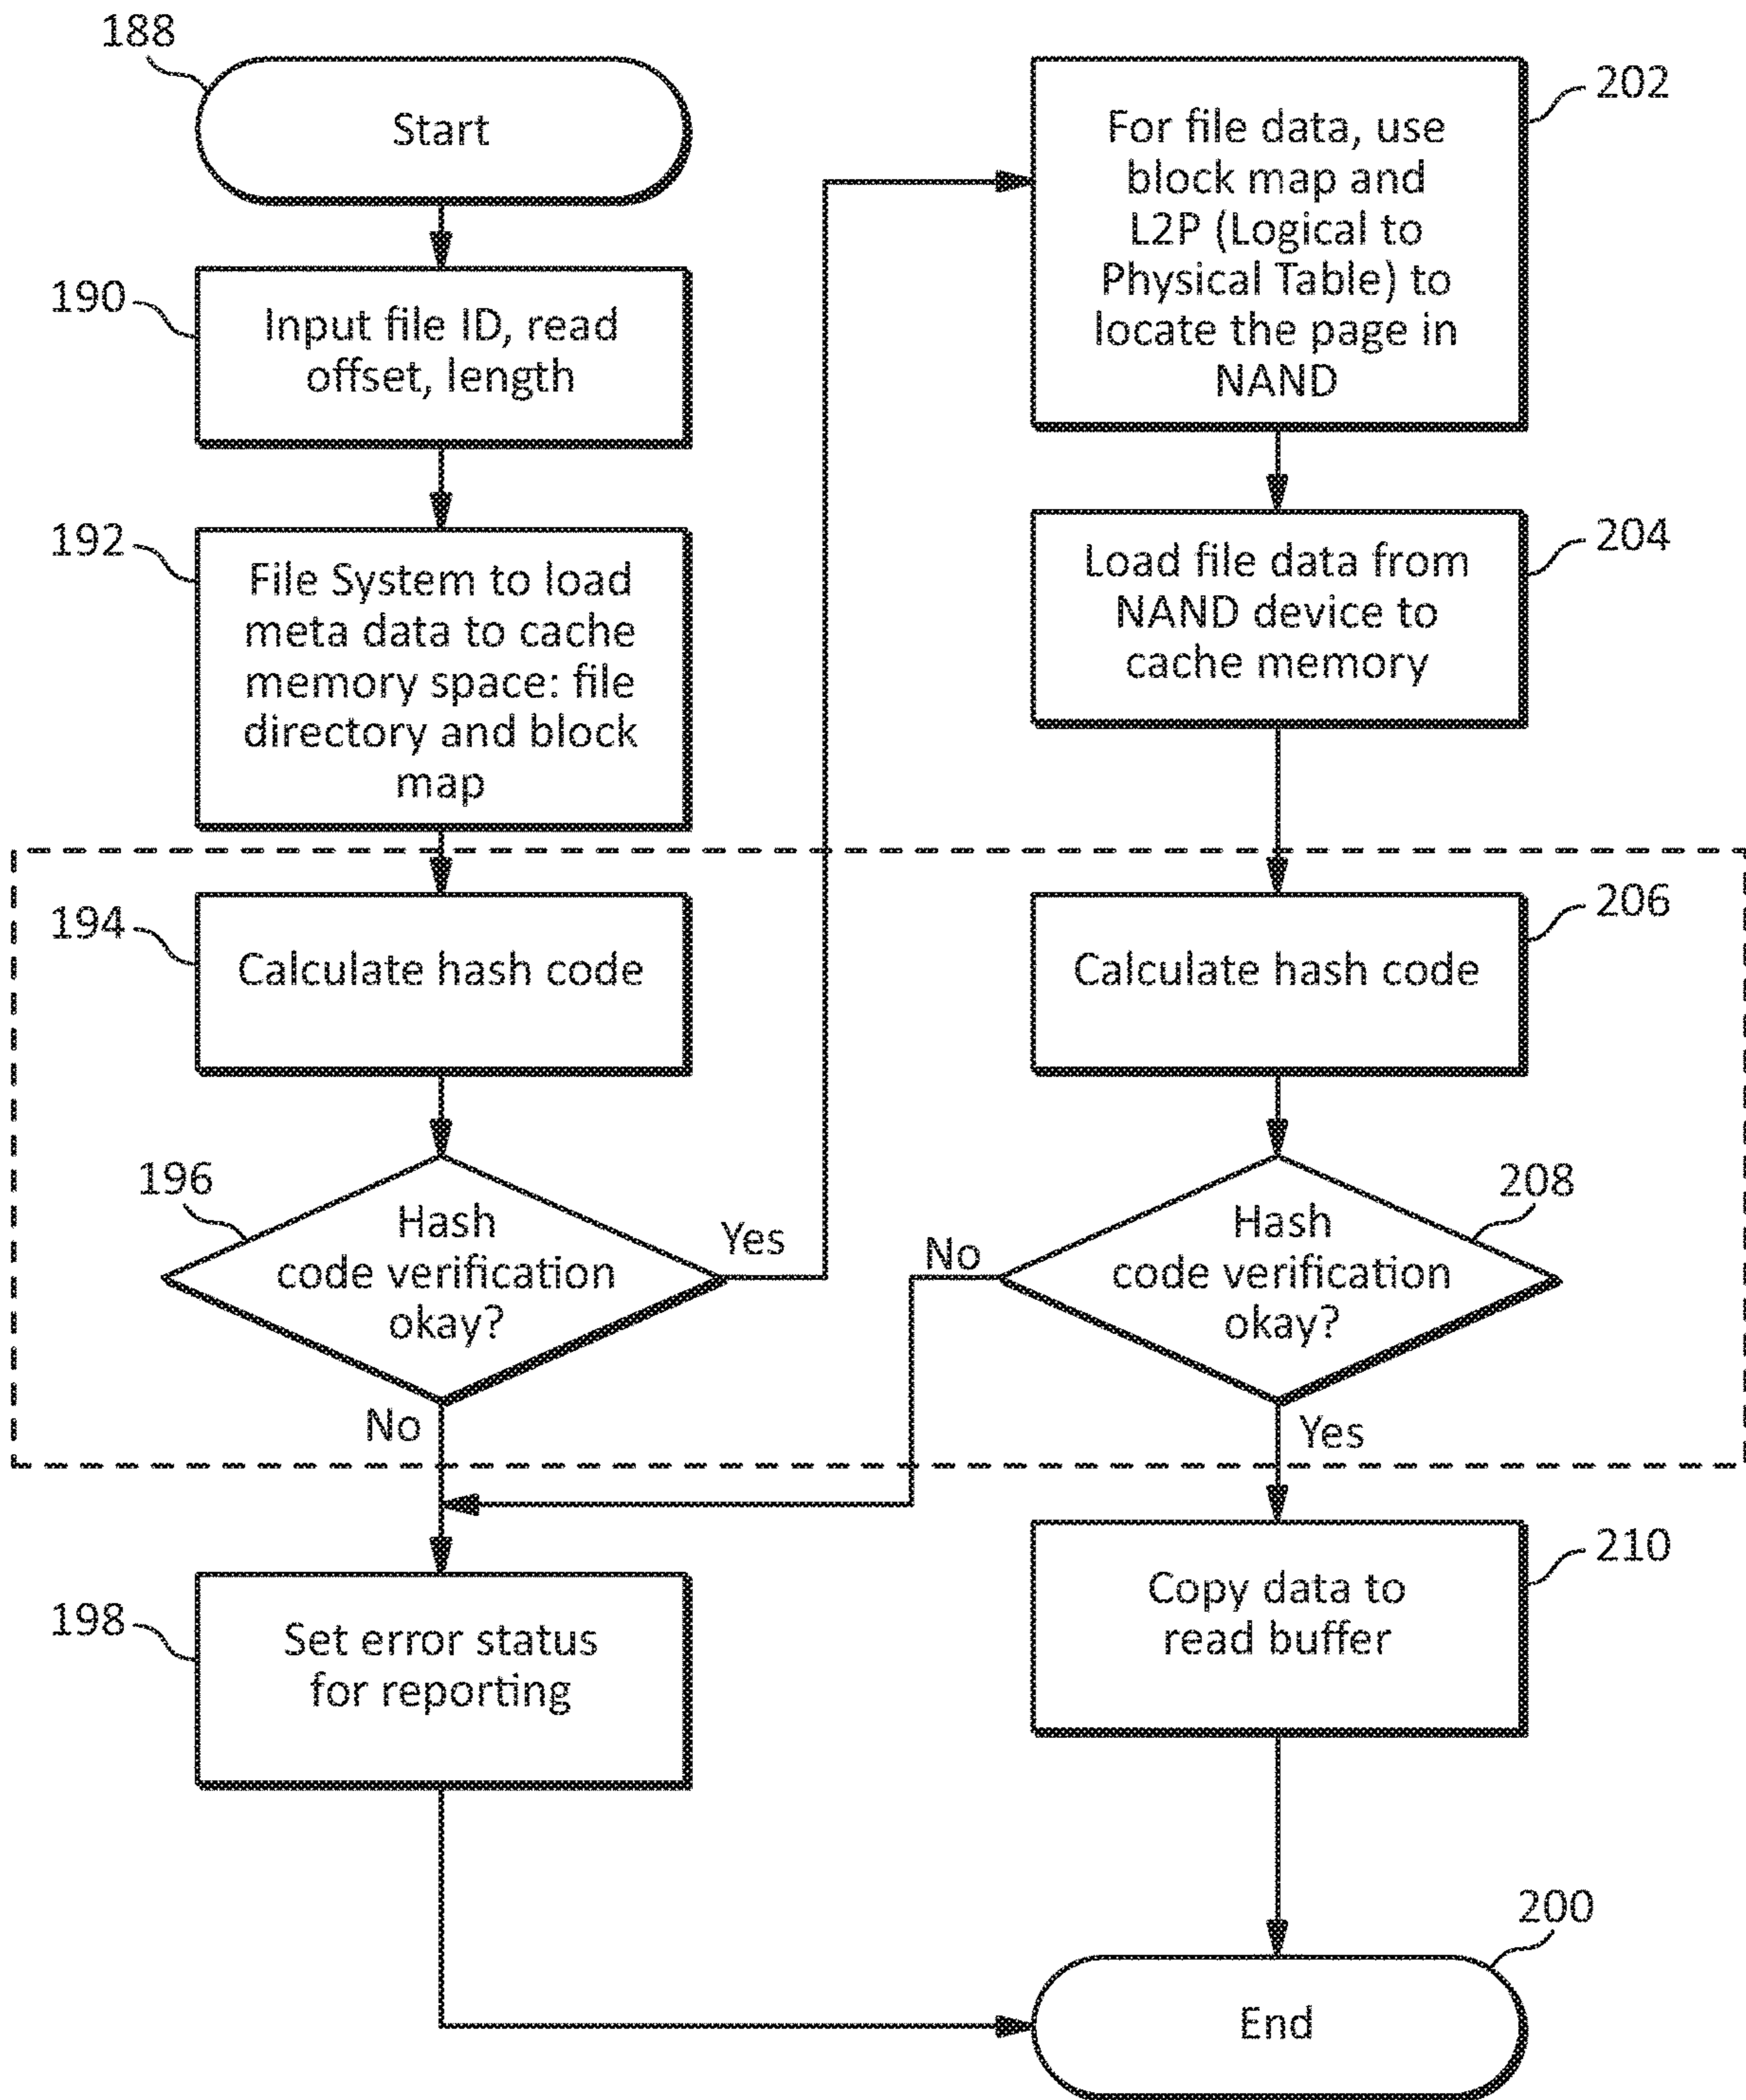 188
Start
190
Input file ID, read
offset, length
192
File System to load
meta data to cache
memory space: file
directory and block
map
194
Calculate hash code
196
Hash
code verification
okay?
Yes
No
198
Set error status
for reporting
202
For file data, use
block map and
L2P (Logical to
Physical Table) to
locate the page in
NAND
204
Load file data from
NAND device to
cache memory
206
Calculate hash code
208
Hash
code verification
okay?
No
Yes
210
Copy data to
read buffer
200
End